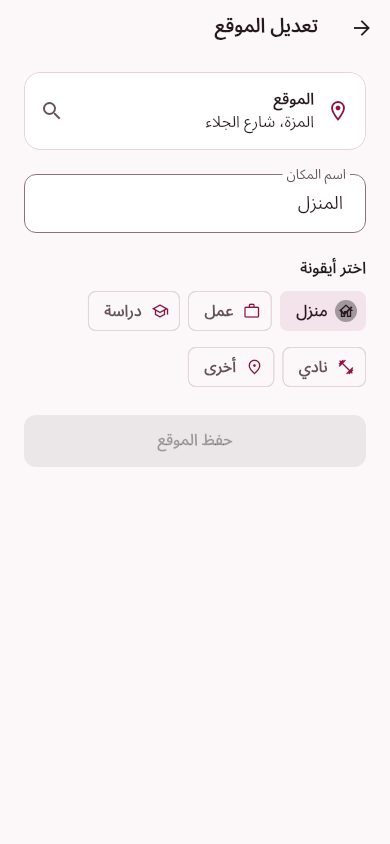 تعديل الموقع
الموقع
المزة، شارع الجلاء
اسم المكان
المنزل
اختر أيقونة
منزل
عمل
دراسة
نادي
أخرى
حفظ الموقع